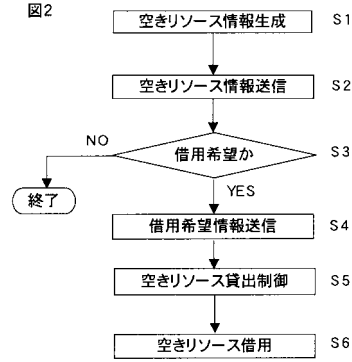 図2
空きリソース情報生成 S1
空きリソース情報送信 S2
借用希望か S3
NO
終了
YES
借用希望情報送信 S4
空きリソース貸出制御 S5
空きリソース借用 S6